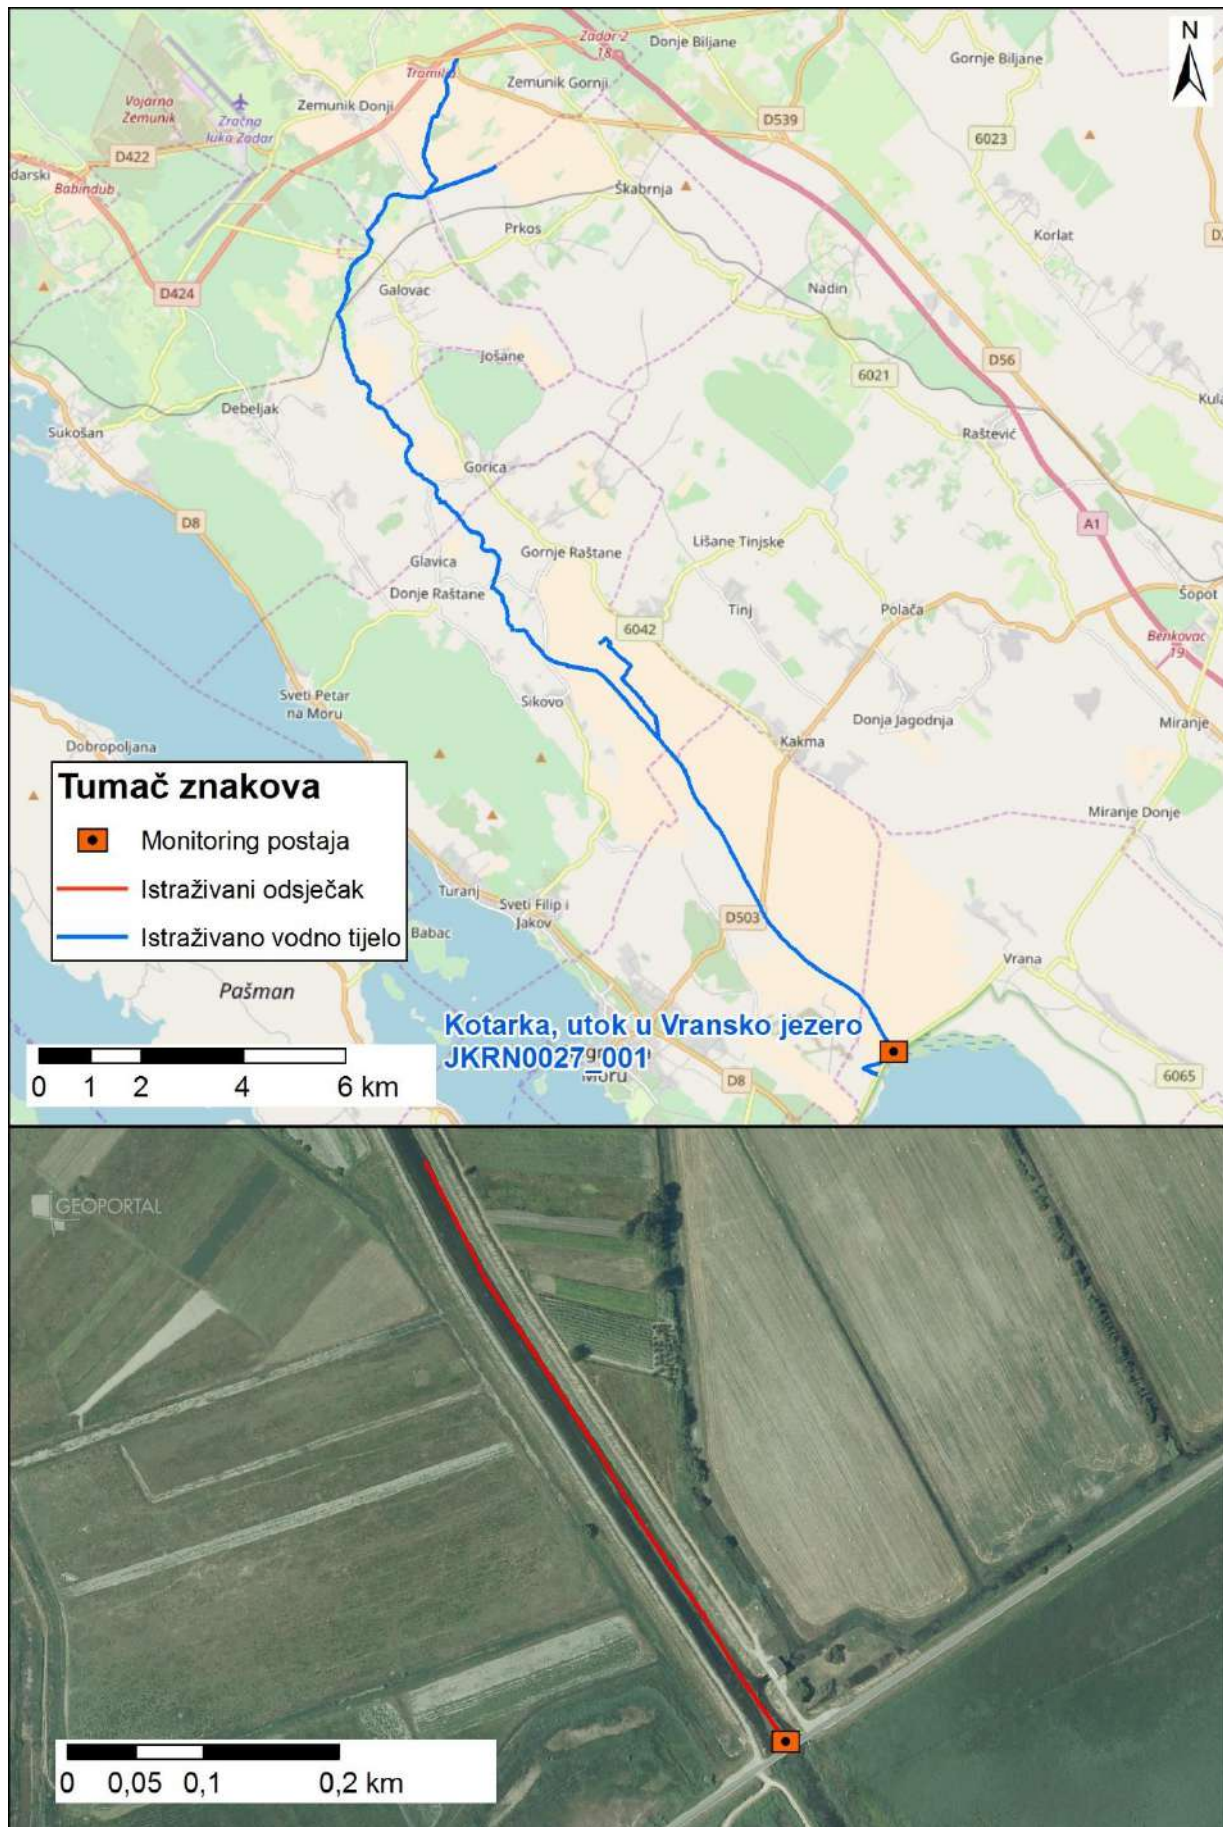 N
Zadar 2
18
Donje Biljane
Gornje Biljane
Tromilja
Zemunik Gornji
Vojarna
Zemunik
Zračna
luka Zadar
Zemunik Donji
D539
6023
D422
darski
Babindub
Škabrnja
Prkos
Korlat
D424
Galovac
Nadin
Jošane
D56
6021
Debeljak
Kula
Sukošan
Raštević
Gorica
D8
A1
Gornje Raštane
Lišane Tinjske
Glavica
Donje Raštane
Tinj
Polača
Šopot
6042
Benkovac
19
Sveti Petar
na Moru
Sikovo
Donja Jagodnja
Miranje
Dobropoljana
Kakma
Tumač znakova
Monitoring postaja
Istraživani odsječak
Istraživano vodno tijelo
Miranje Donje
Turanj
Sveti Filip i
Jakov
D503
Babac
Vrana
Pašman
Kotarka, utok u Vransko jezero
JKRN0027_001
Moru
D8
6065
0 1 2 4 6 km
GEOPORTAL
0 0,05 0,1 0,2 km